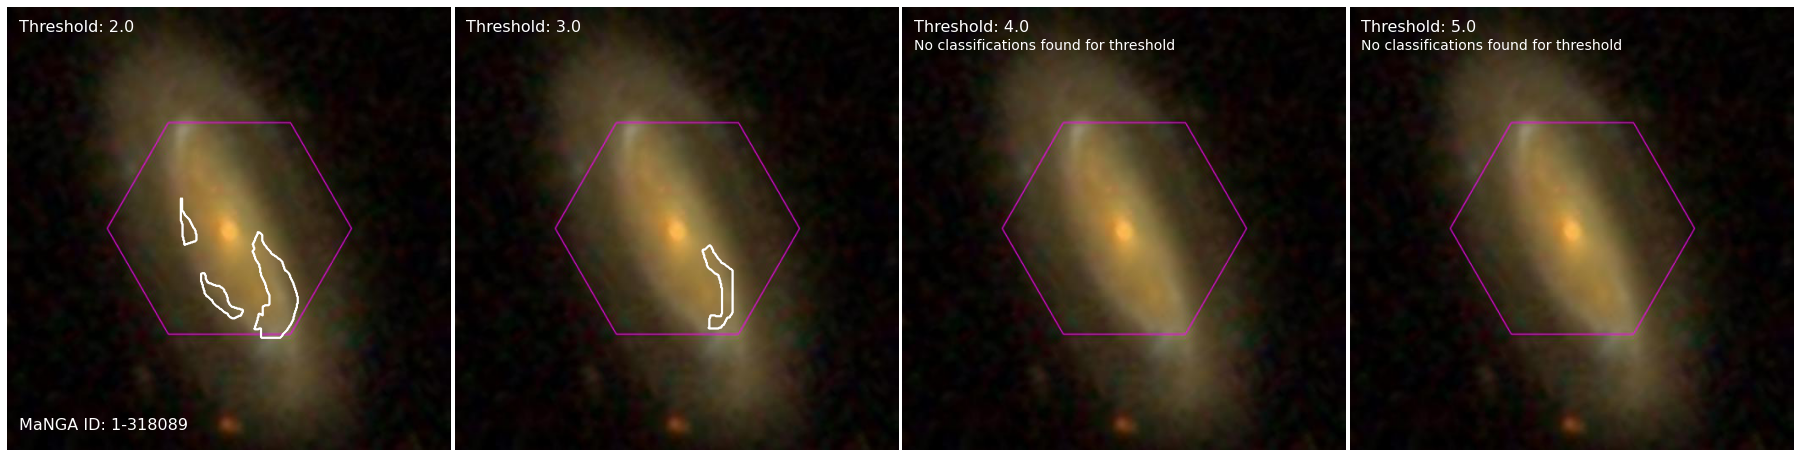 Threshold: 2.0
MaNGA ID: 1-318089
Threshold: 3.0
Threshold: 4.0
No classifications found for threshold
Threshold: 5.0
No classifications found for threshold